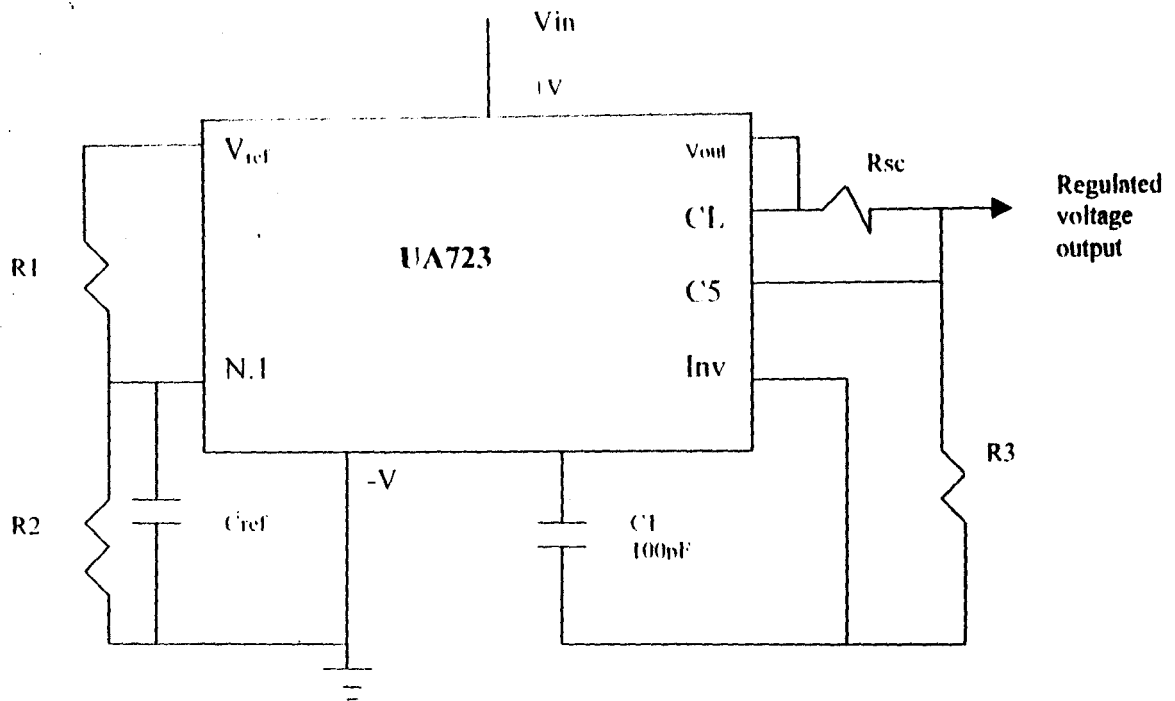 Vin
+V
Vref
Vout
Rsc
Regulated
voltage
output
CL
R1
UA723
C5
N.I
Inv
R3
-V
R2
Cref
C1
100pF